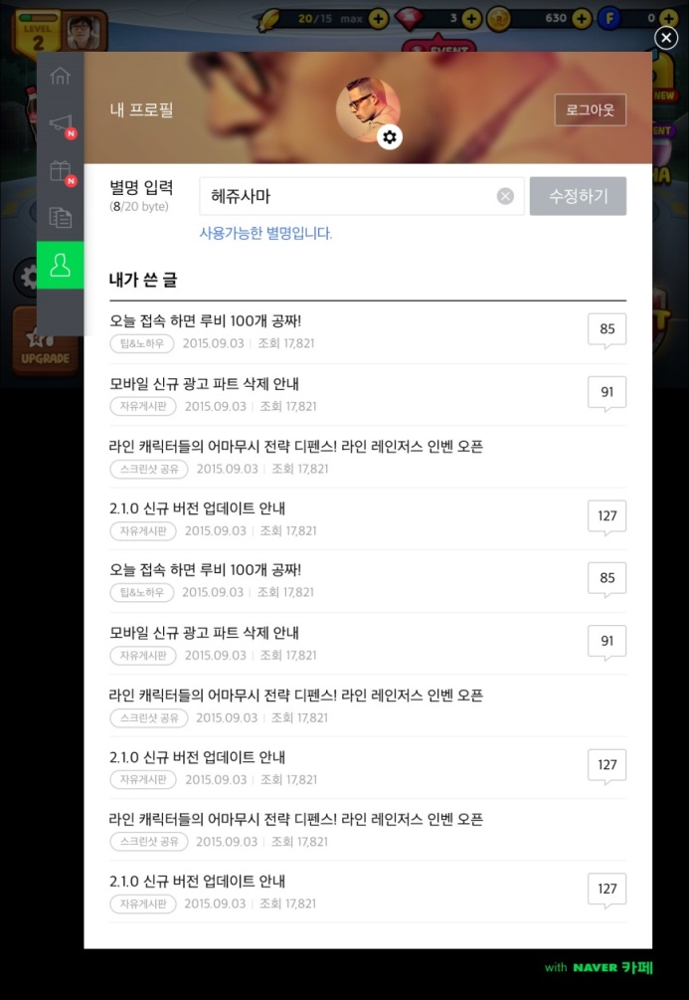 LEVEL
2
20/15 max
3
630
F
0
EVENT
NEW
내 프로필
로그아웃
N
N
별명 입력
(8/20 byte)
헤쥬사마
수정하기
사용가능한 별명입니다.
내가 쓴 글
오늘 접속 하면 루비 100개 공짜!
팁&노하우 2015.09.03 조회 17,821
85
모바일 신규 광고 파트 삭제 안내
자유게시판 2015.09.03 조회 17,821
91
라인 캐릭터들의 어마무시 전략 디펜스! 라인 레인저스 인벤 오픈
스크린샷 공유 2015.09.03 조회 17,821
2.1.0 신규 버전 업데이트 안내
자유게시판 2015.09.03 조회 17,821
127
오늘 접속 하면 루비 100개 공짜!
팁&노하우 2015.09.03 조회 17,821
85
모바일 신규 광고 파트 삭제 안내
자유게시판 2015.09.03 조회 17,821
91
라인 캐릭터들의 어마무시 전략 디펜스! 라인 레인저스 인벤 오픈
스크린샷 공유 2015.09.03 조회 17,821
2.1.0 신규 버전 업데이트 안내
자유게시판 2015.09.03 조회 17,821
127
라인 캐릭터들의 어마무시 전략 디펜스! 라인 레인저스 인벤 오픈
스크린샷 공유 2015.09.03 조회 17,821
2.1.0 신규 버전 업데이트 안내
자유게시판 2015.09.03 조회 17,821
127
UPGRADE
with NAVER 카페